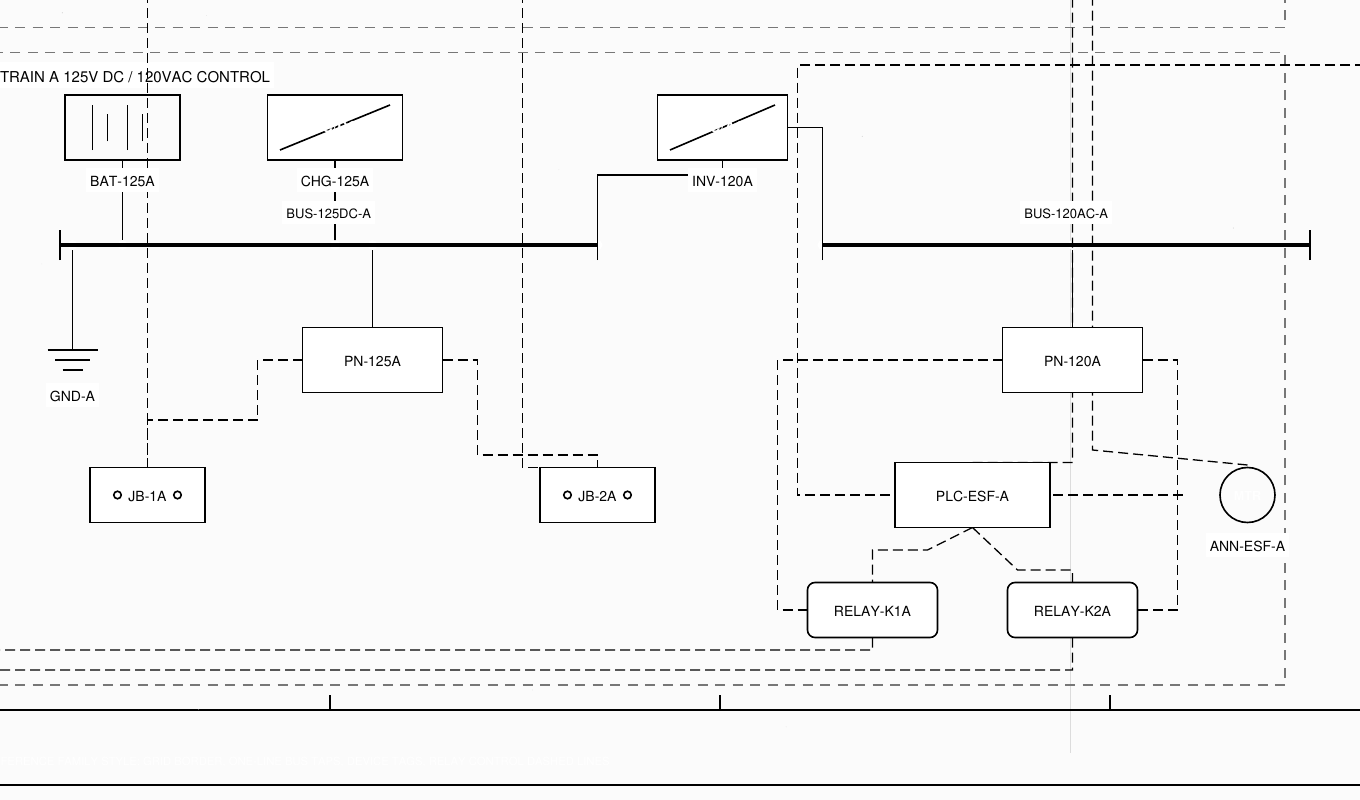 TRAIN A 125V DC / 120VAC CONTROL
BAT-125A
CHG-125A
INV-120A
BUS-125DC-A
BUS-120AC-A
PN-125A
PN-120A
GND-A
JB-1A
JB-2A
PLC-ESF-A
ANN-ESF-A
RELAY-K1A
RELAY-K2A